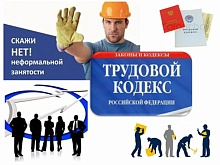 СКАЖИ
НЕТ!
неформальной
занятости
ЗАКОНЫ И КОДЕКСЫ
ТРУДОВОЙ
КОДЕКС
РОССИЙСКОЙ ФЕДЕРАЦИИ